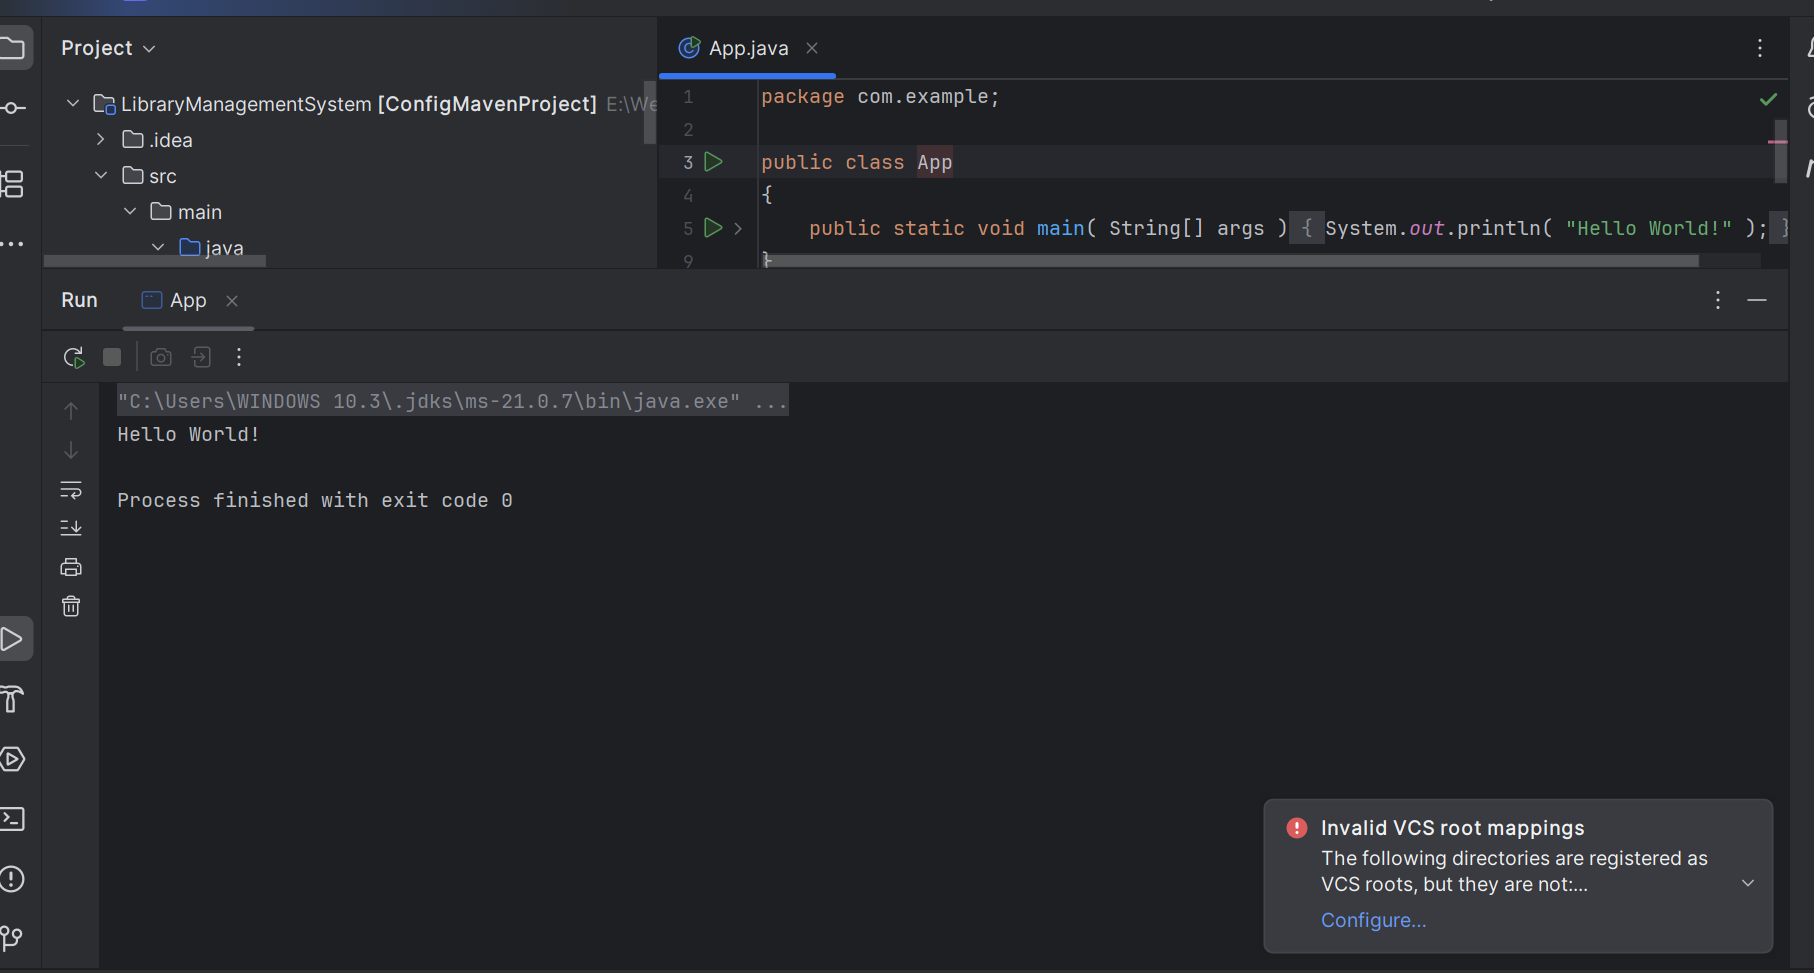 Project
LibraryManagementSystem [ConfigMavenProject] E:\We
.idea
src
main
java
App.java
1 package com.example;
2
3 public class App
4 {
5 public static void main( String[] args ) { System.out.println( "Hello World!" ); }
9 }
Run App
"C:\Users\WINDOWS 10.3\.jdks\ms-21.0.7\bin\java.exe" ...
Hello World!
Process finished with exit code 0
Invalid VCS root mappings
The following directories are registered as
VCS roots, but they are not:...
Configure...